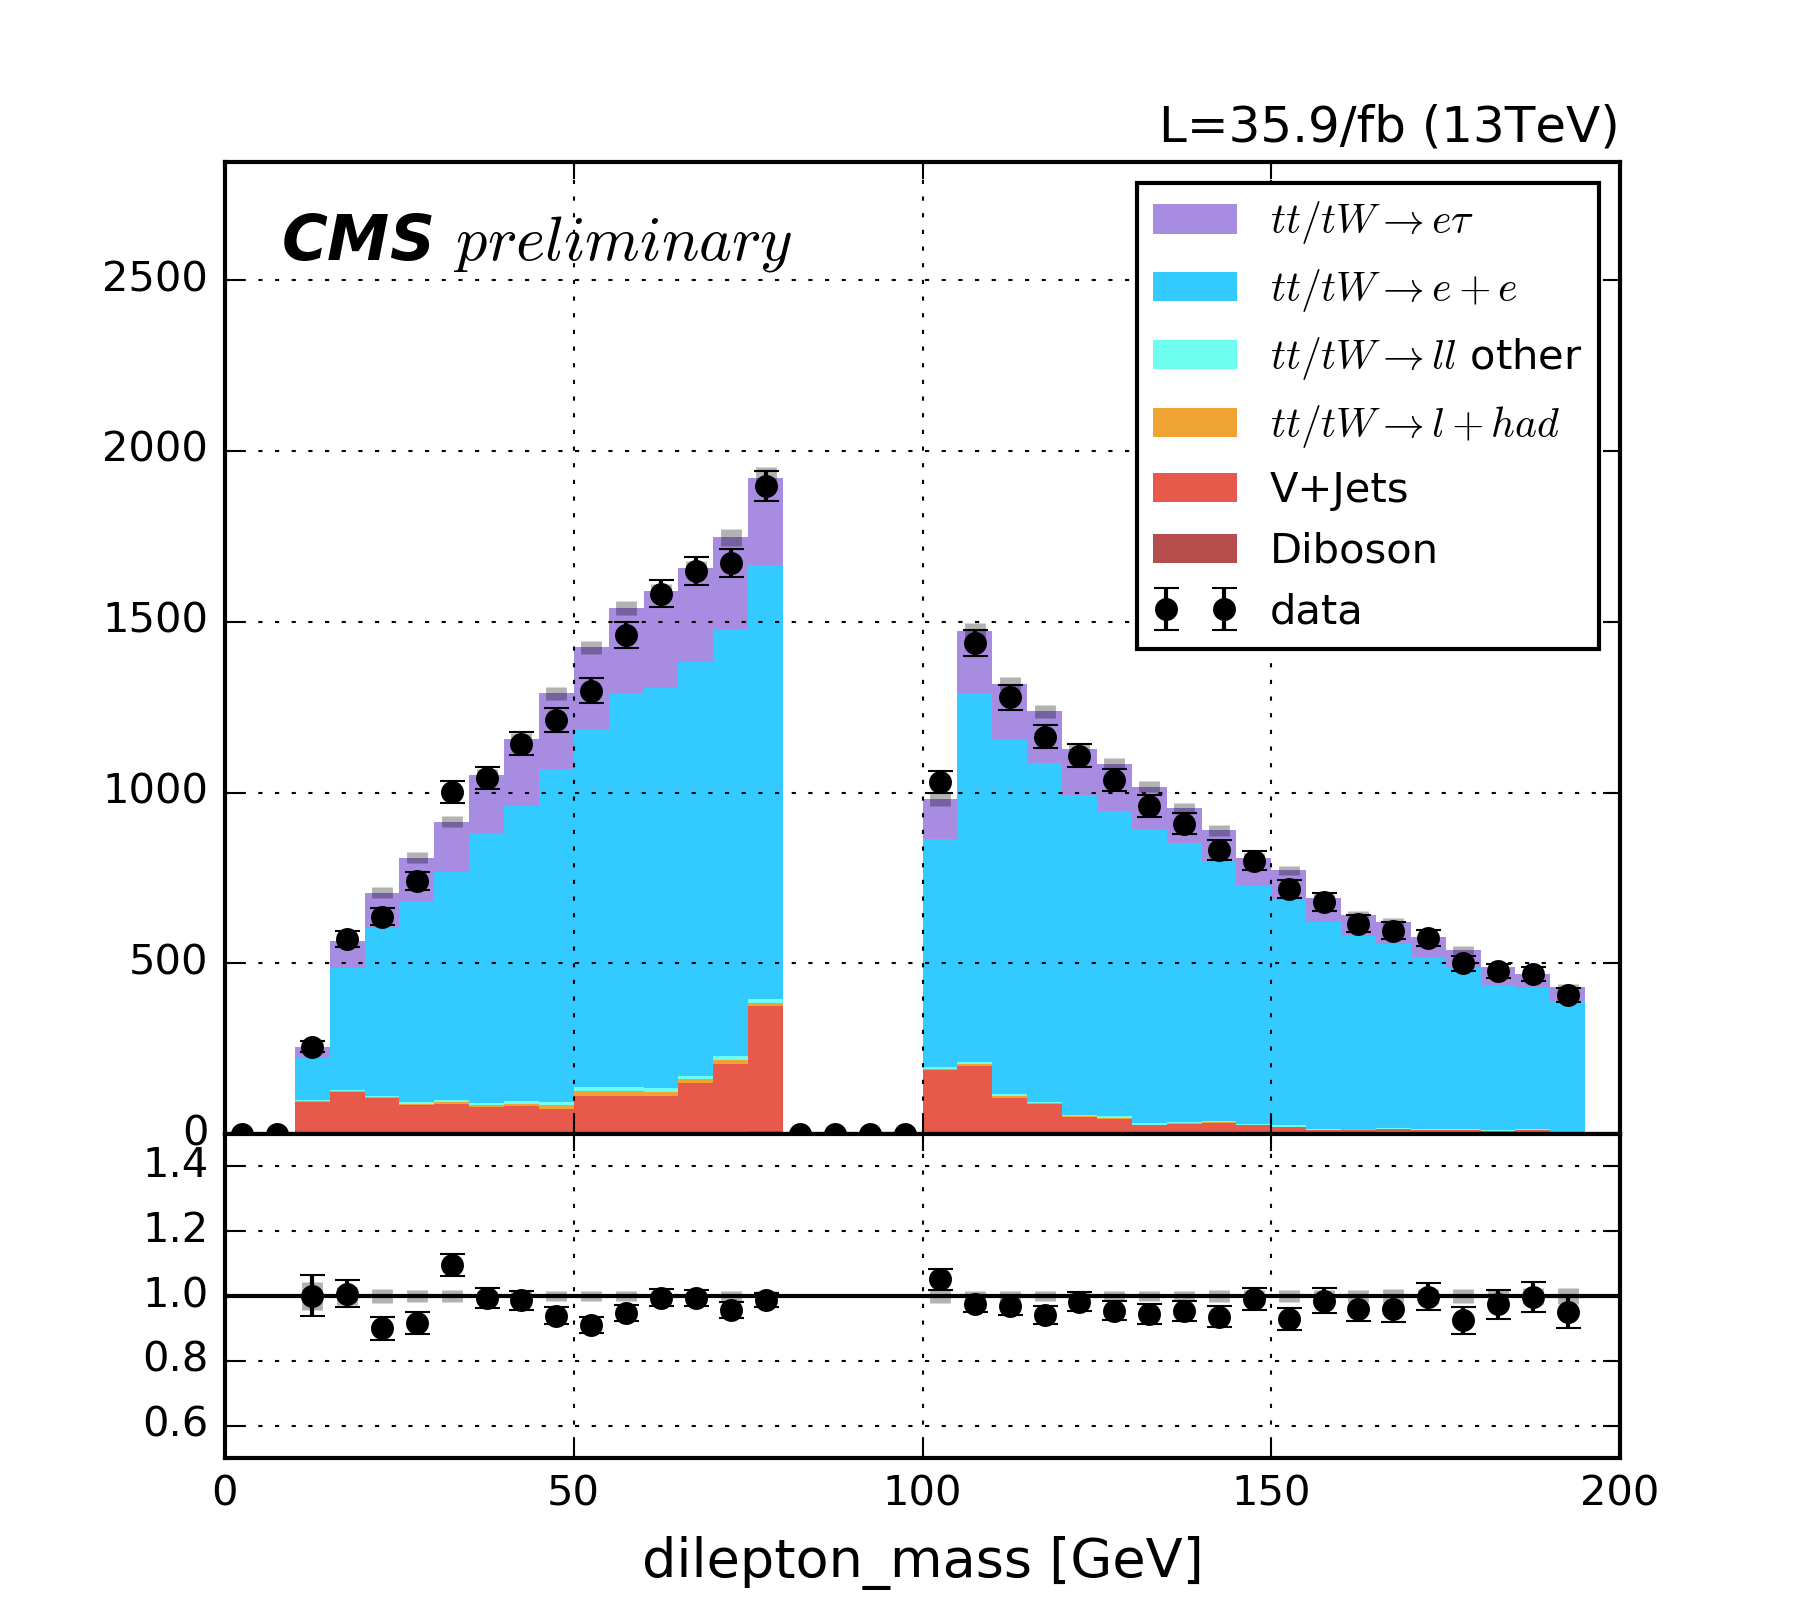 L=35.9/fb (13TeV)
CMS preliminary
tt/tW→eτ
tt/tW→e+e
tt/tW→ll other
tt/tW→l+had
V+Jets
Diboson
data
2500
2000
1500
1000
500
0
1.4
1.2
1.0
0.8
0.6
0 50 100 150 200
dilepton_mass [GeV]